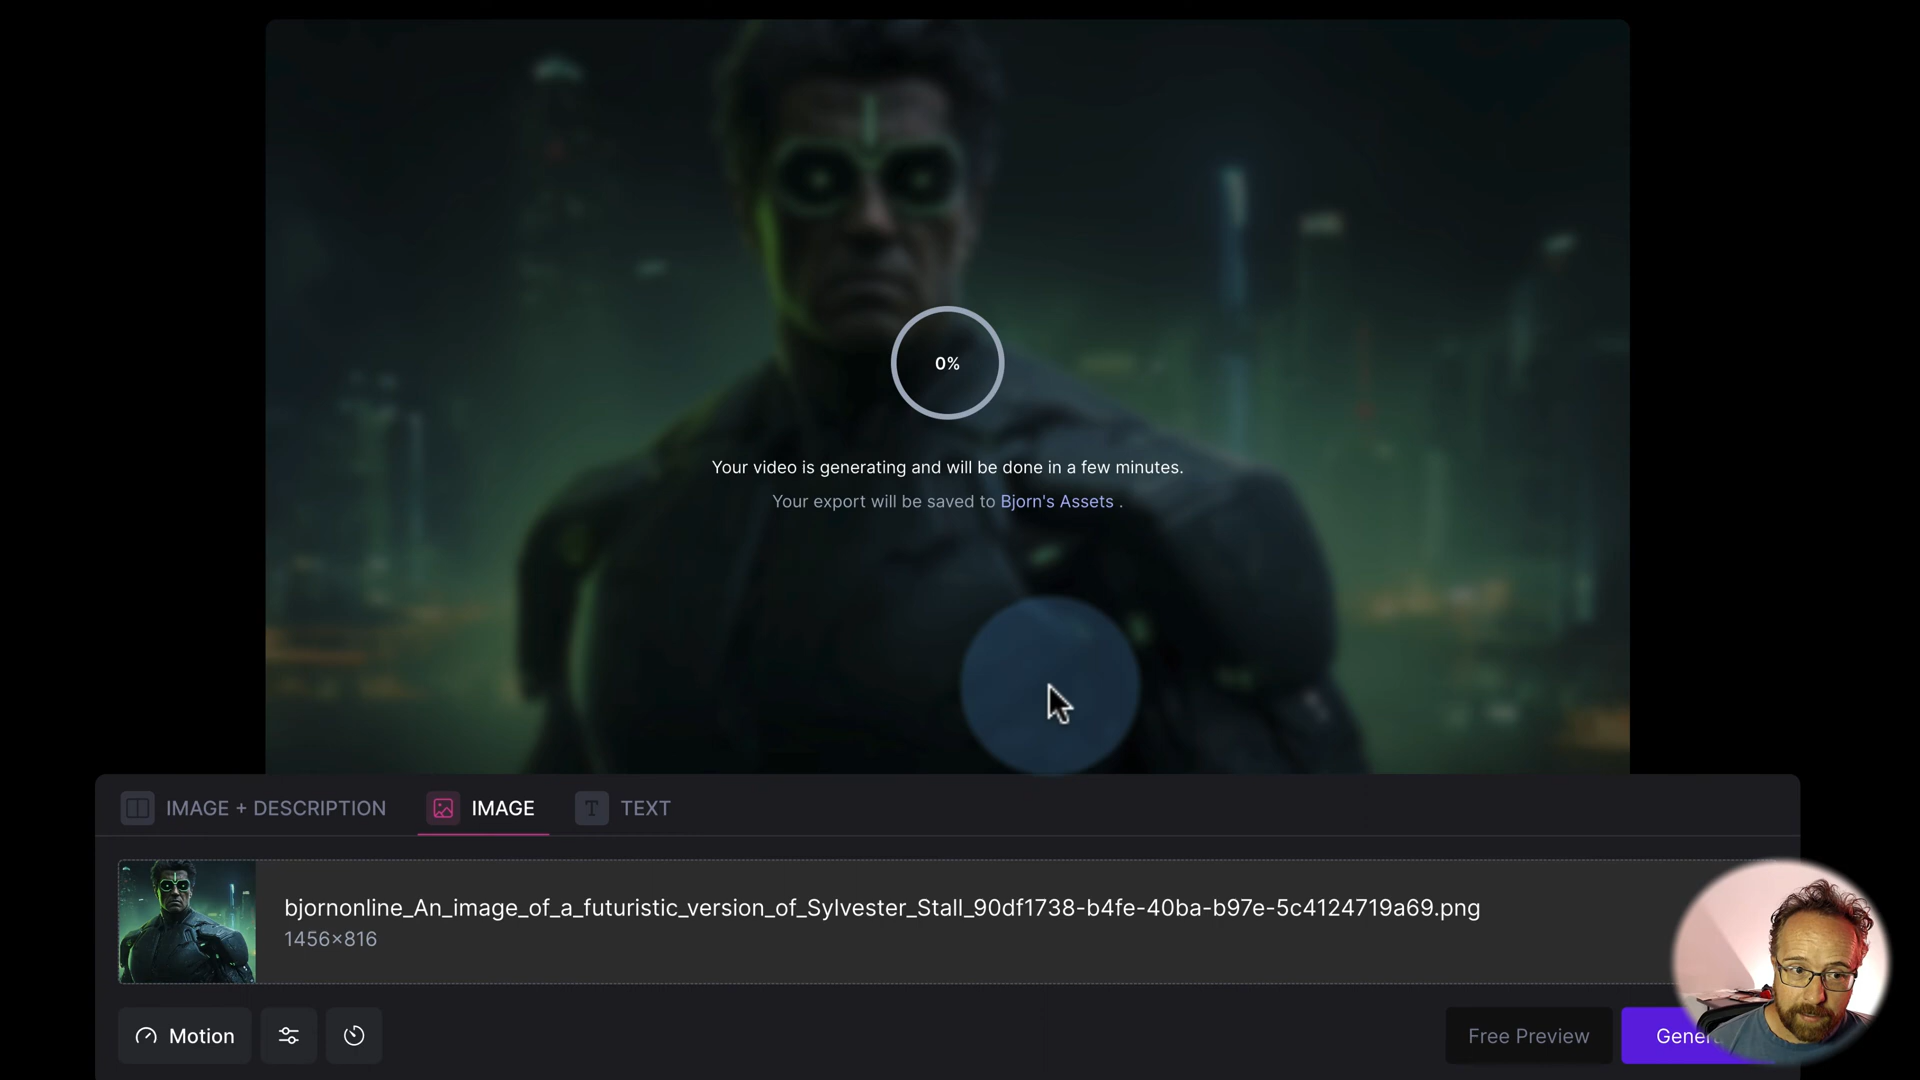 0%
Your video is generating and will be done in a few minutes.
Your export will be saved to Bjorn's Assets .
IMAGE + DESCRIPTION
IMAGE
T TEXT
bjornonline_An_image_of_a_futuristic_version_of_Sylvester_Stall_90df1738-b4fe-40ba-b97e-5c4124719a69.png
1456×816
Motion
Free Preview